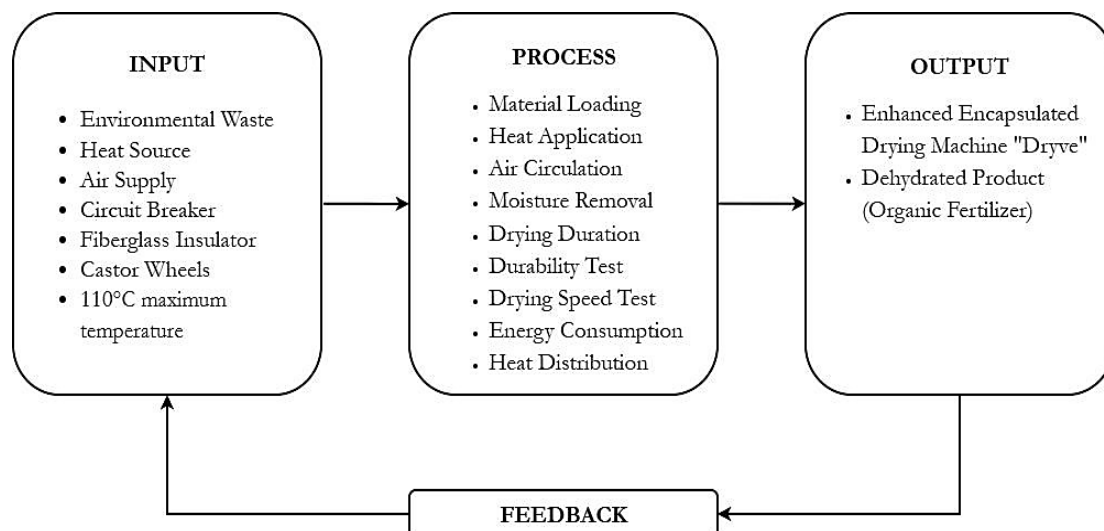 INPUT
• Environmental Waste
• Heat Source
• Air Supply
• Circuit Breaker
• Fiberglass Insulator
• Castor Wheels
• 110°C maximum
temperature
PROCESS
• Material Loading
• Heat Application
• Air Circulation
• Moisture Removal
• Drying Duration
• Durability Test
• Drying Speed Test
• Energy Consumption
• Heat Distribution
OUTPUT
• Enhanced Encapsulated
Drying Machine "Dryve"
• Dehydrated Product
(Organic Fertilizer)
FEEDBACK